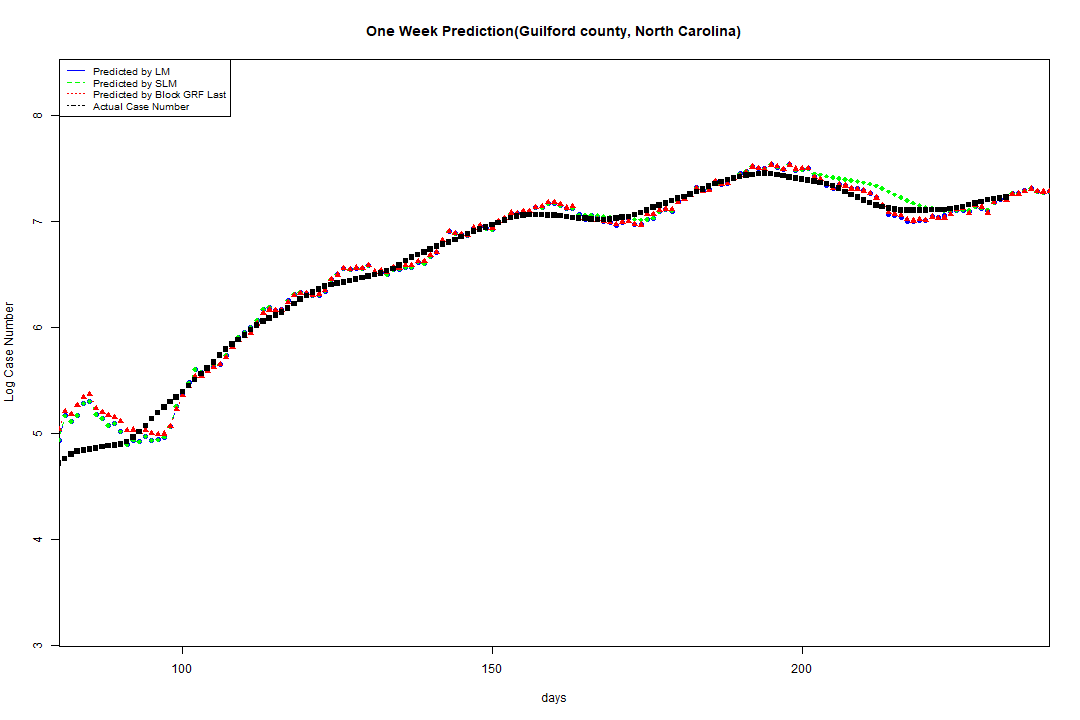 One Week Prediction(Guilford county, North Carolina)
Predicted by LM
Predicted by SLM
Predicted by Block GRF Last
Actual Case Number
8
7
6
5
4
3
Log Case Number
100 150 200
days